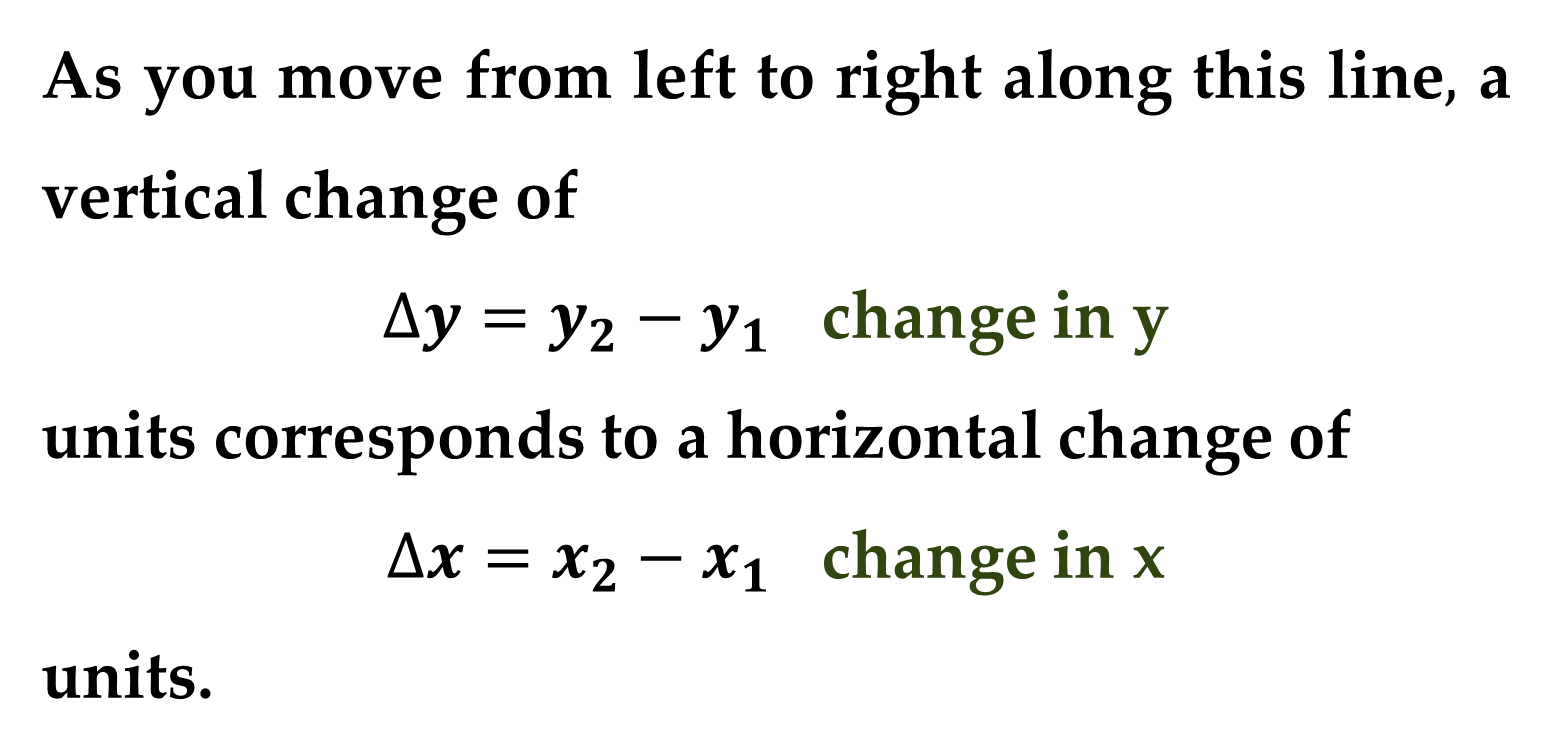 As you move from left to right along this line, a
vertical change of
Δy = y₂ − y₁ change in y
units corresponds to a horizontal change of
Δx = x₂ − x₁ change in x
units.